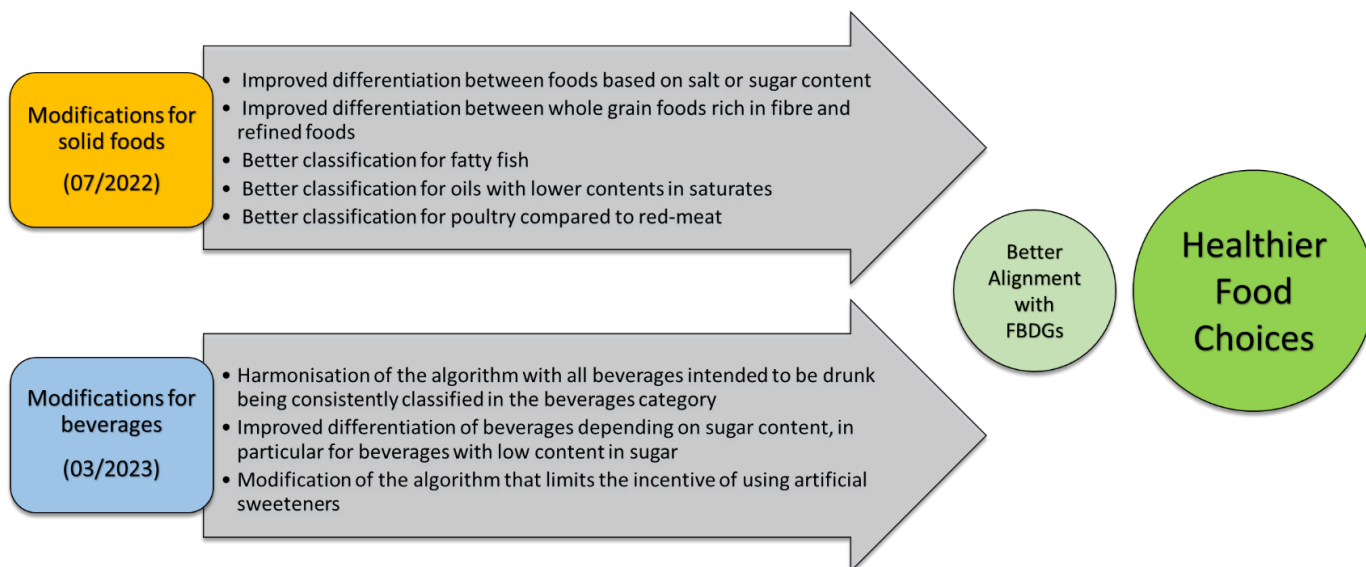 Modifications for
solid foods
(07/2022)
• Improved differentiation between foods based on salt or sugar content
• Improved differentiation between whole grain foods rich in fibre and
refined foods
• Better classification for fatty fish
• Better classification for oils with lower contents in saturates
• Better classification for poultry compared to red-meat
Modifications for
beverages
(03/2023)
• Harmonisation of the algorithm with all beverages intended to be drunk
being consistently classified in the beverages category
• Improved differentiation of beverages depending on sugar content, in
particular for beverages with low content in sugar
• Modification of the algorithm that limits the incentive of using artificial
sweeteners
Better
Alignment
with
FBDGs
Healthier
Food
Choices